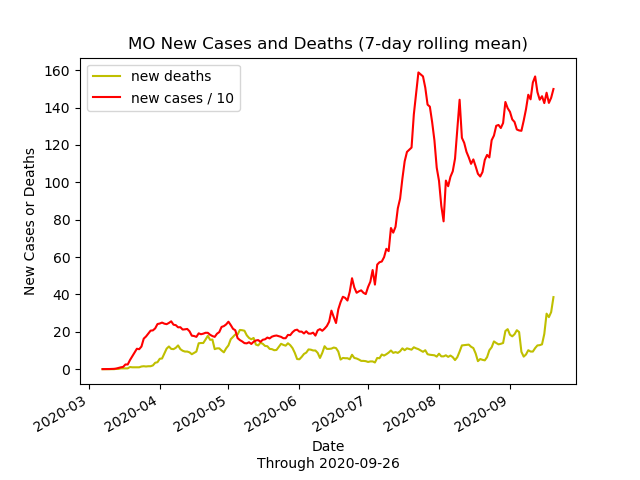 MO New Cases and Deaths (7-day rolling mean)
new deaths
new cases / 10
New Cases or Deaths
160
140
120
100
80
60
40
20
0
2020-03
2020-04
2020-05
2020-06
2020-07
2020-08
2020-09
Date
Through 2020-09-26